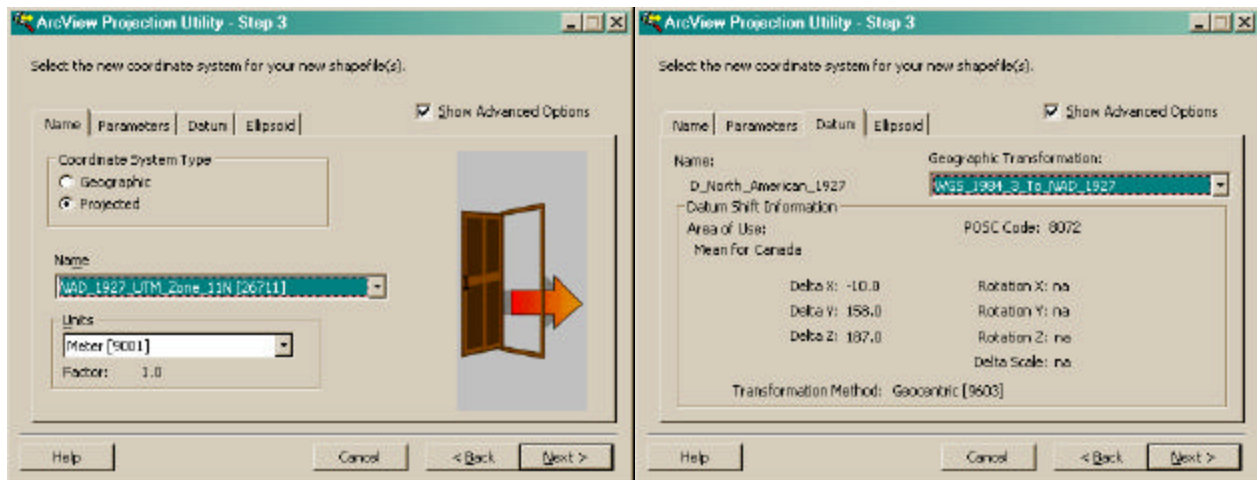 ArcView Projection Utility - Step 3
Select the new coordinate system for your new shapefile(s).
Show Advanced Options
Name Parameters Datum Ellipsoid
Coordinate System Type
Geographic
Projected
Name
NAD_1927_UTM_Zone_11N [26711]
Units
Meter [9001]
Factor: 1.0
Help Cancel < Back Next >
ArcView Projection Utility - Step 3
Select the new coordinate system for your new shapefile(s).
Show Advanced Options
Name Parameters Datum Ellipsoid
Name: Geographic Transformation:
D_North_American_1927 WGS_1984_3_To_NAD_1927
Datum Shift Information
Area of Use: POSC Code: 8072
Mean for Canada
Delta X: -10.0 Rotation X: na
Delta Y: 158.0 Rotation Y: na
Delta Z: 187.0 Rotation Z: na
Delta Scale: na
Transformation Method: Geocentric [9603]
Help Cancel < Back Next >